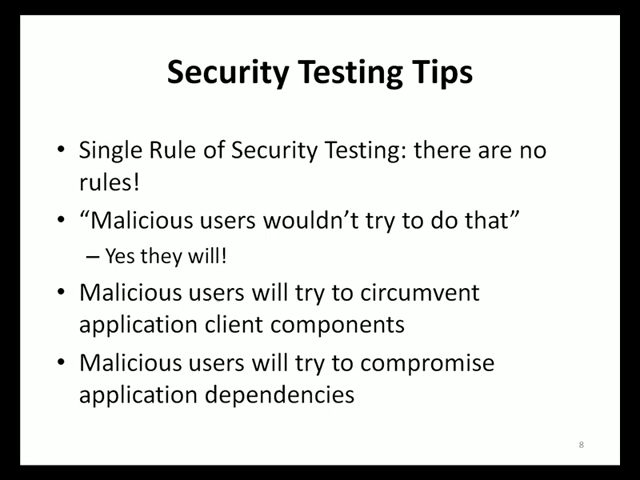 Security Testing Tips
• Single Rule of Security Testing: there are no
rules!
• “Malicious users wouldn’t try to do that”
– Yes they will!
• Malicious users will try to circumvent
application client components
• Malicious users will try to compromise
application dependencies
8